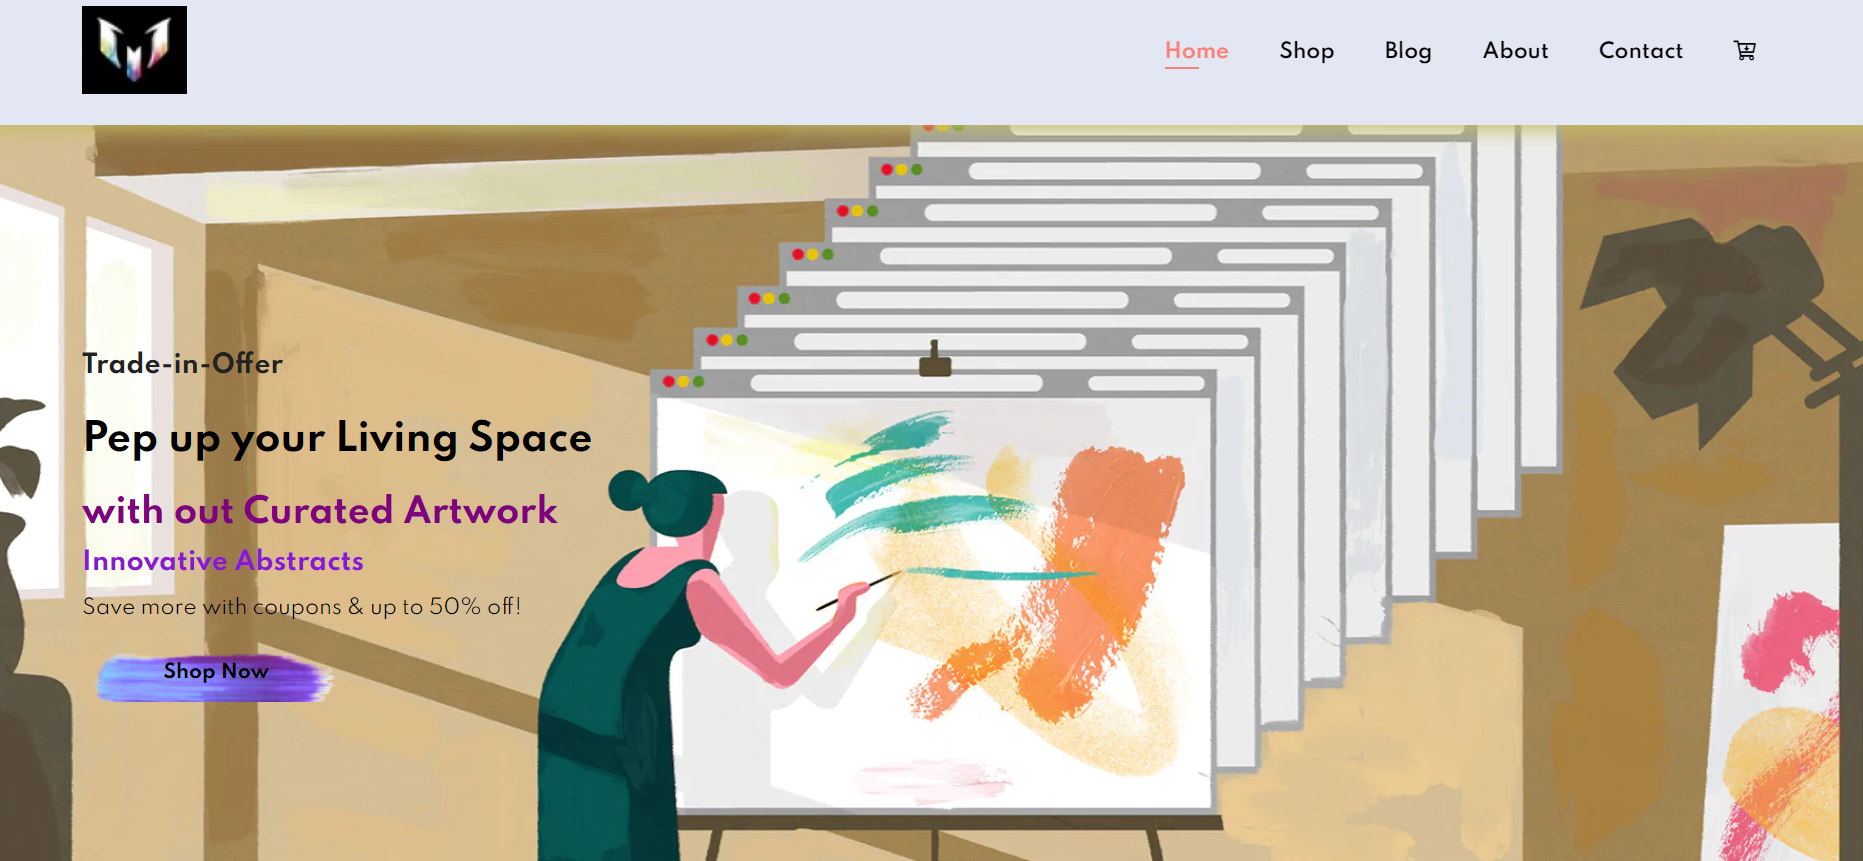 Home Shop Blog About Contact
Trade-in-Offer
Pep up your Living Space
with out Curated Artwork
Innovative Abstracts
Save more with coupons & up to 50% off!
Shop Now